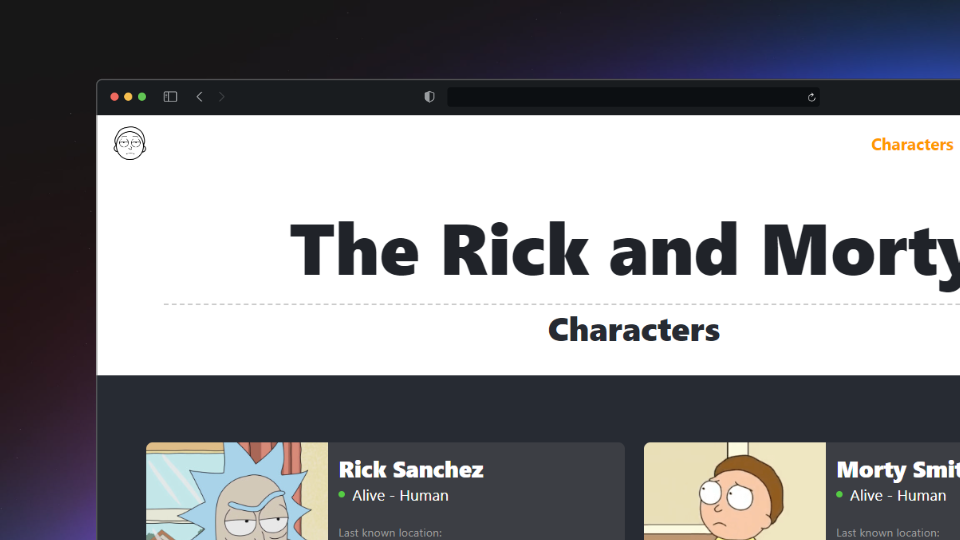 Characters
The Rick and Morty
Characters
Rick Sanchez
Alive - Human
Last known location:
Morty Smit
Alive - Human
Last known location: